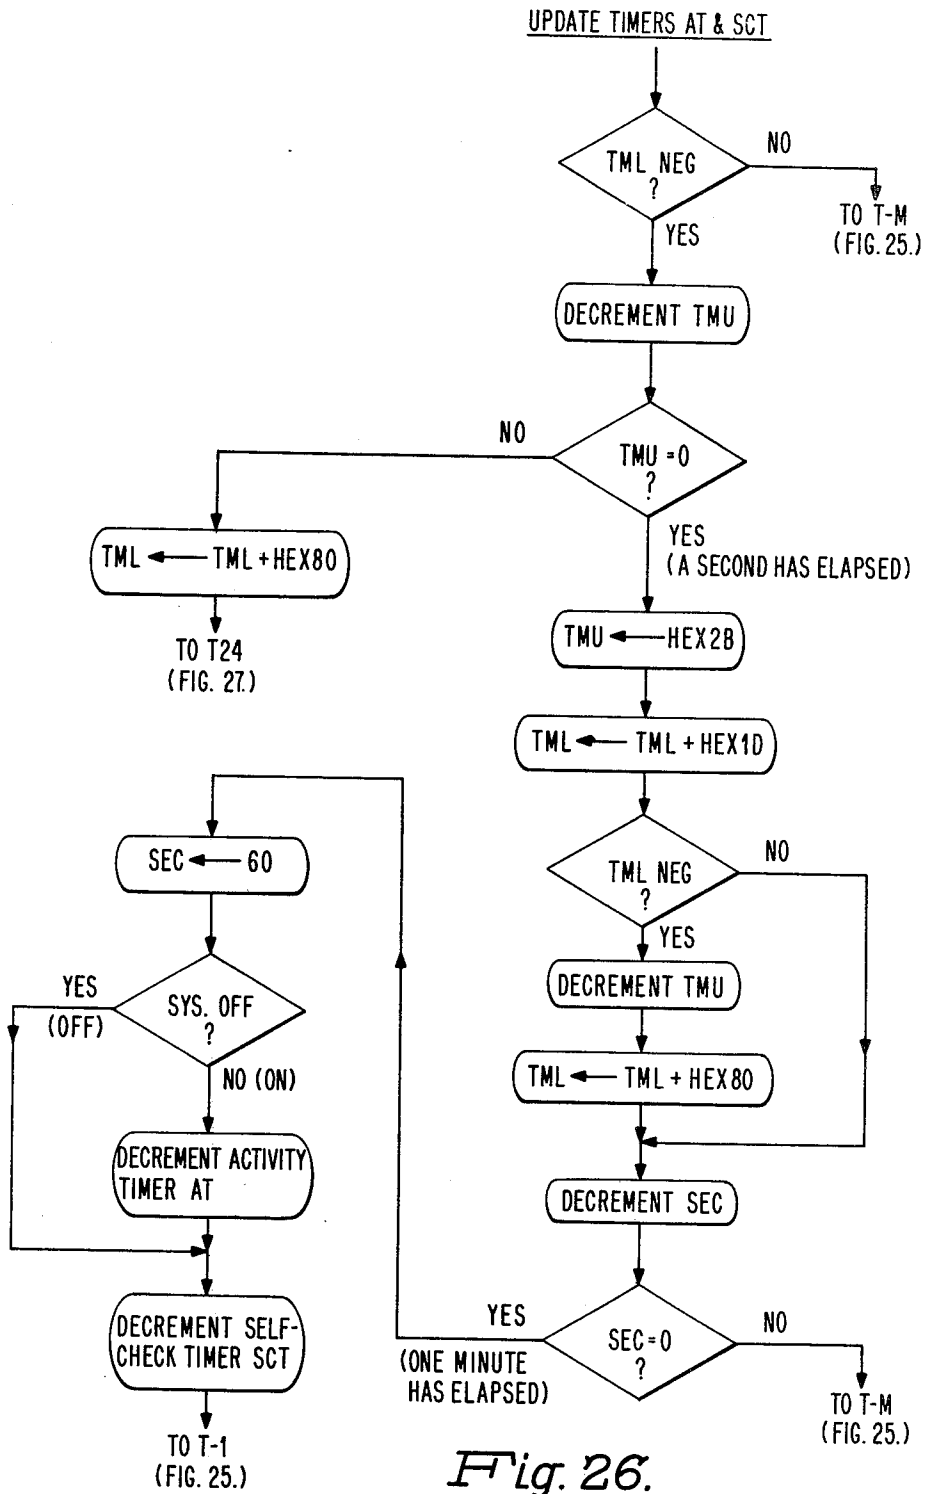 UPDATE TIMERS AT & SCT
TML NEG
?
NO
TO T-M
(FIG. 25.)
YES
DECREMENT TMU
TMU = 0
?
NO
TML ← TML + HEX80
TO T24
(FIG. 27.)
YES
(A SECOND HAS ELAPSED)
TMU ← HEX2B
TML ← TML + HEX1D
TML NEG
?
NO
YES
DECREMENT TMU
TML ← TML + HEX80
DECREMENT SEC
SEC = 0
?
NO
TO T-M
(FIG. 25.)
YES
(ONE MINUTE
HAS ELAPSED)
SEC ← 60
SYS. OFF
?
YES
(OFF)
NO (ON)
DECREMENT ACTIVITY
TIMER AT
DECREMENT SELF-
CHECK TIMER SCT
TO T-1
(FIG. 25.)
Fig. 26.